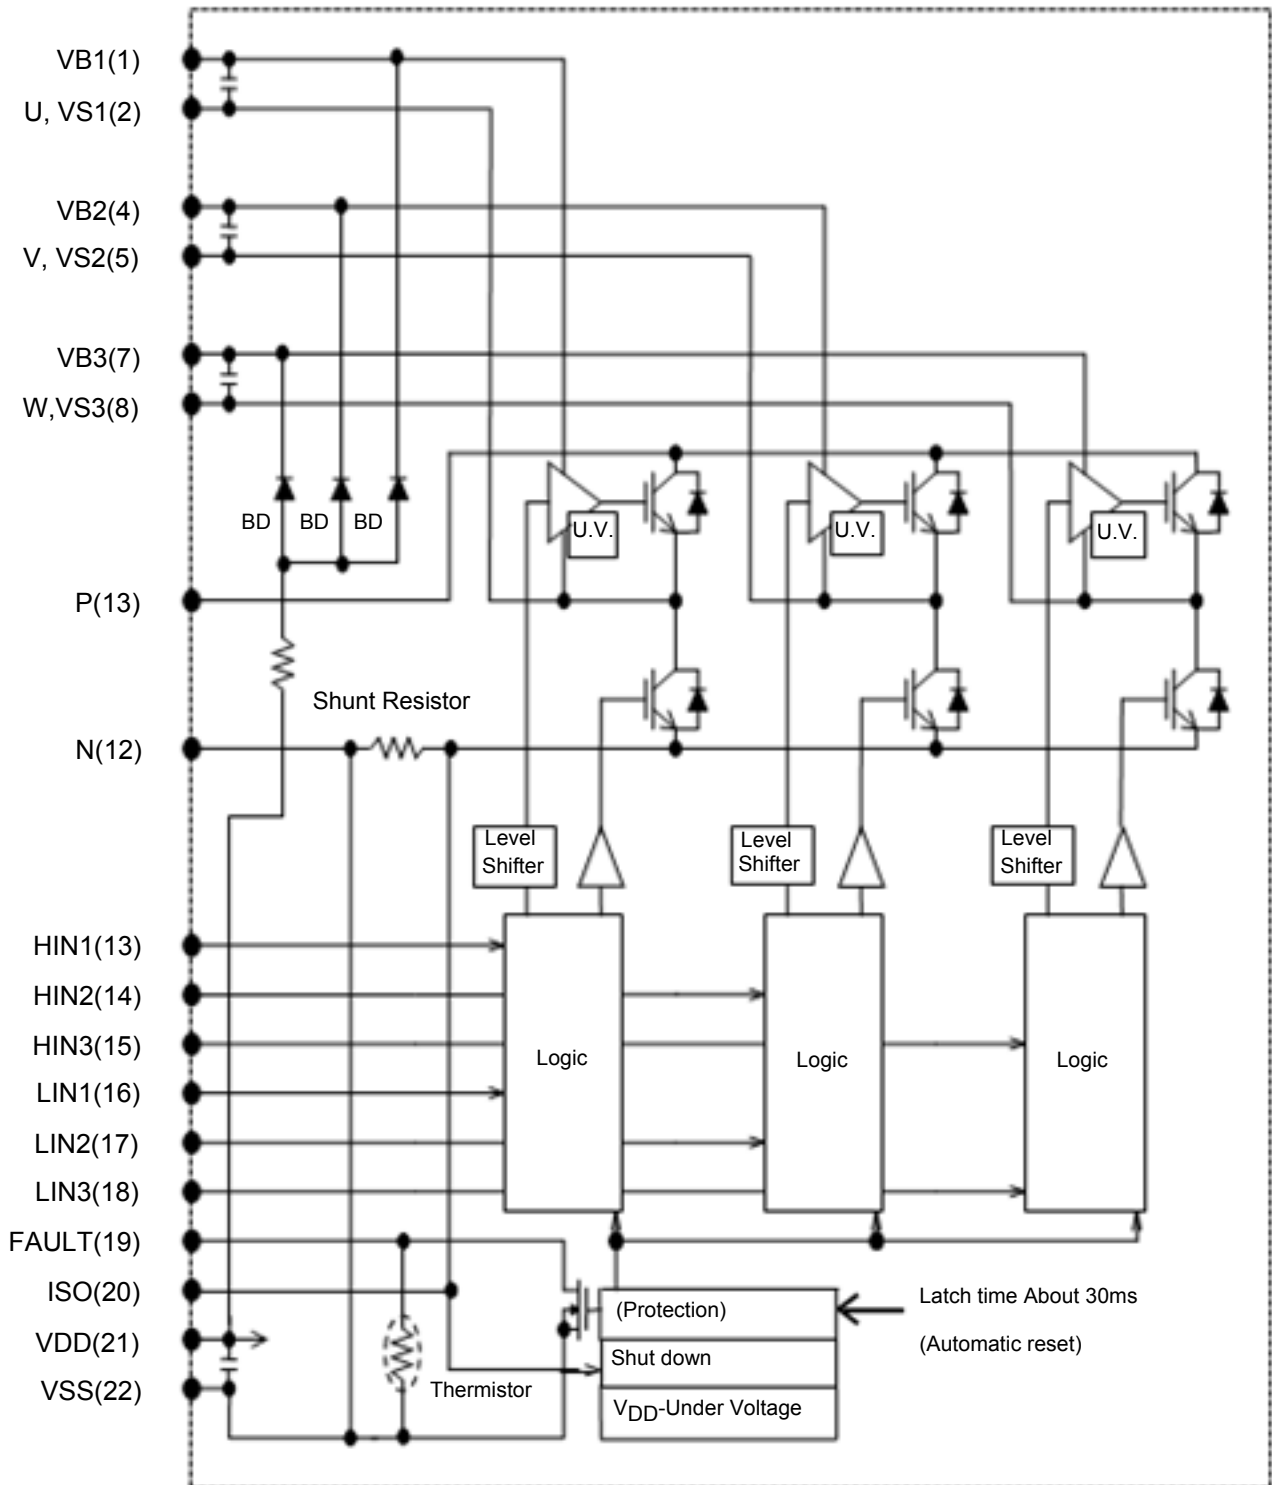 VB1(1)
U, VS1(2)
VB2(4)
V, VS2(5)
VB3(7)
W,VS3(8)
BD
BD
BD
U.V.
U.V.
U.V.
P(13)
Shunt Resistor
N(12)
Level
Shifter
Level
Shifter
Level
Shifter
HIN1(13)
HIN2(14)
HIN3(15)
LIN1(16)
LIN2(17)
LIN3(18)
Logic
Logic
Logic
FAULT(19)
ISO(20)
VDD(21)
VSS(22)
Thermistor
(Protection)
Shut down
VDD-Under Voltage
Latch time About 30ms
(Automatic reset)